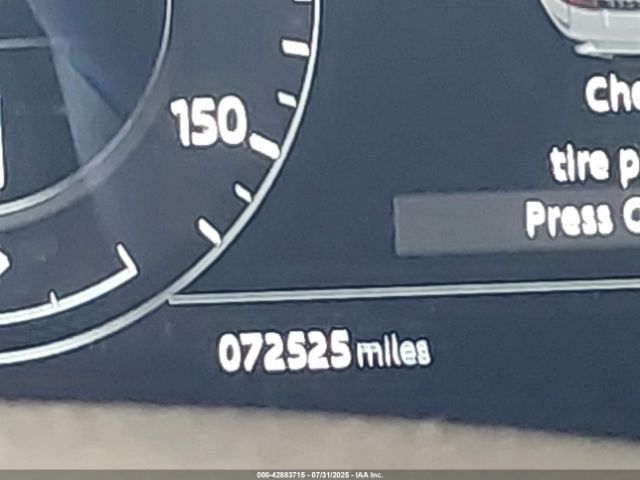 150
Che
tire p
Press O
072525 miles
000-42883715 - 07/31/2025 - IAA Inc.